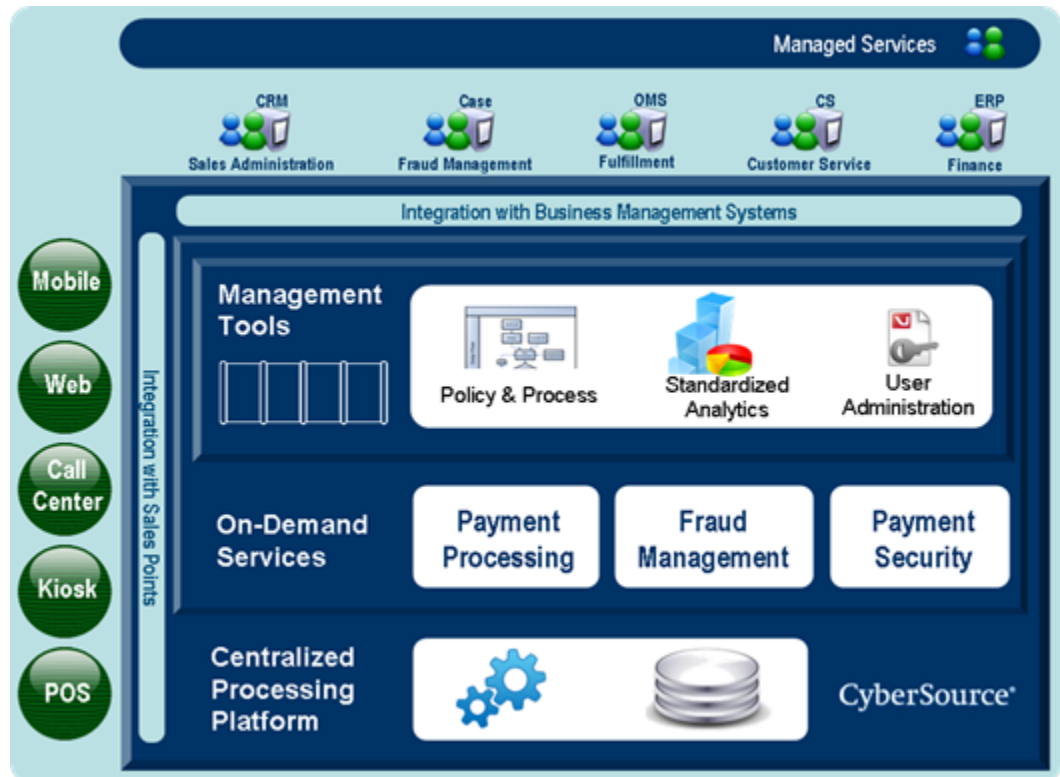 Managed Services
CRM
Sales Administration
Case
Fraud Management
OMS
Fulfillment
CS
Customer Service
ERP
Finance
Integration with Business Management Systems
Mobile
Web
Call
Center
Kiosk
POS
Integration with Sales Points
Management
Tools
Policy & Process
Standardized
Analytics
User
Administration
On-Demand
Services
Payment
Processing
Fraud
Management
Payment
Security
Centralized
Processing
Platform
CyberSource®